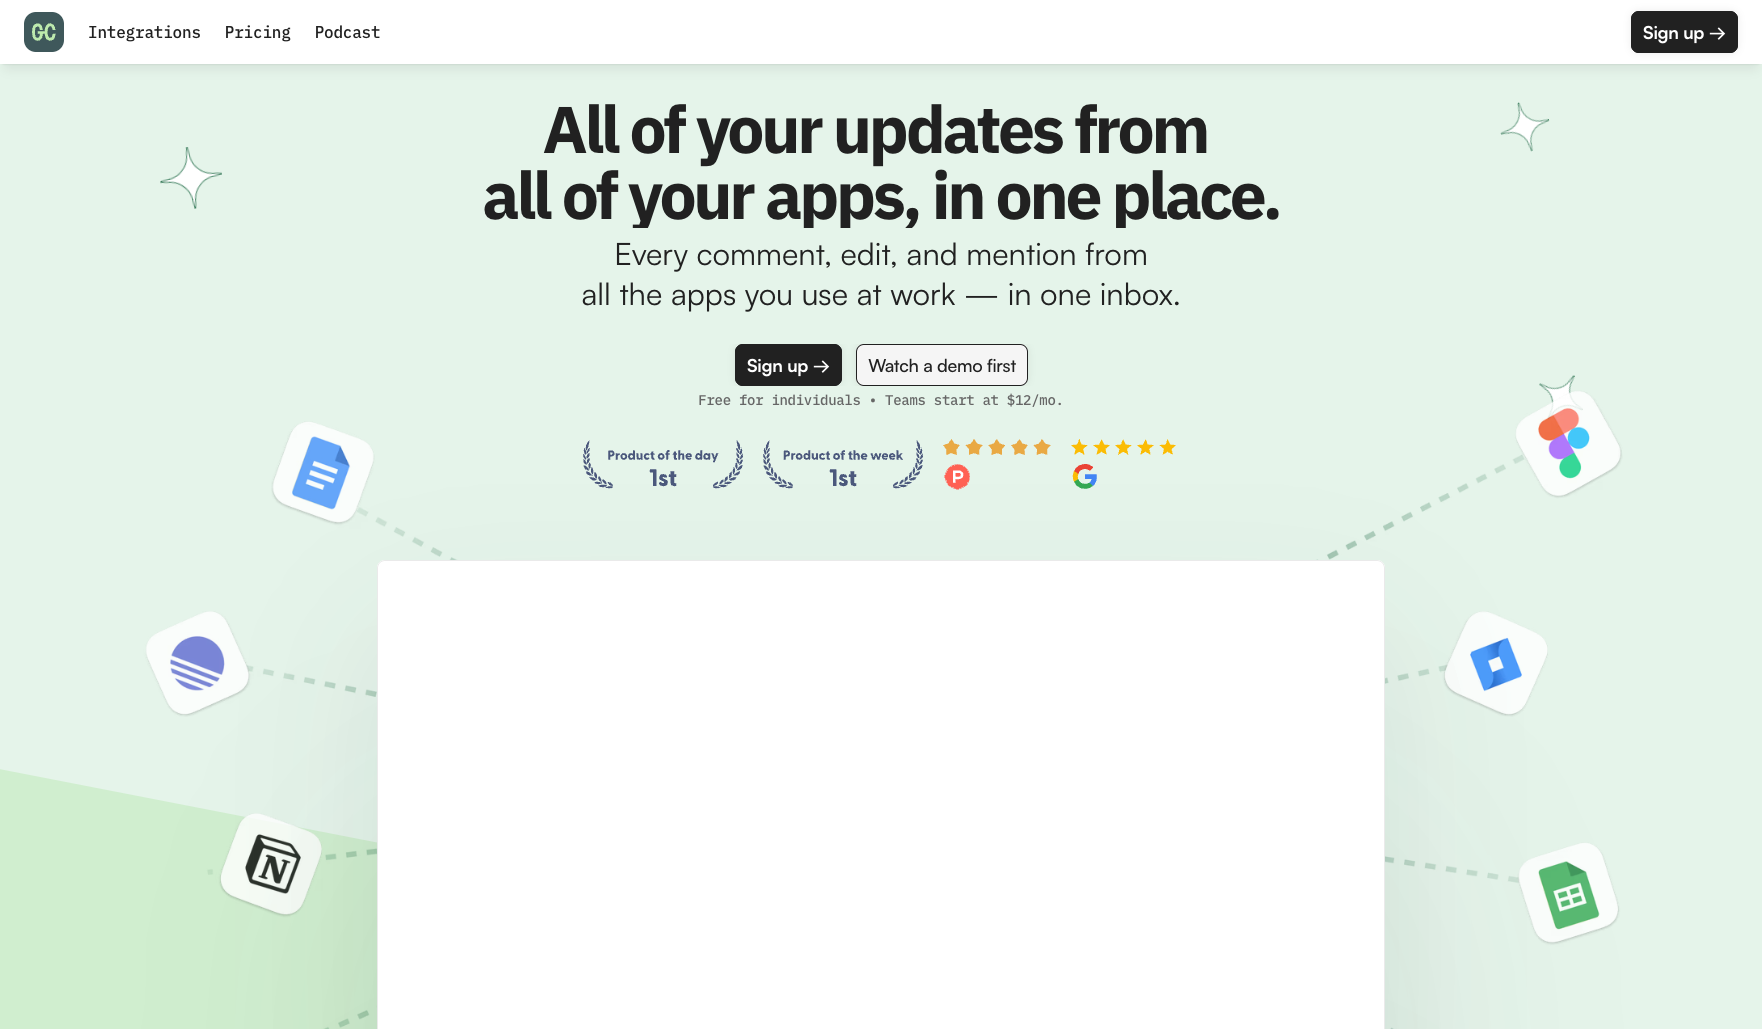 GC
Integrations
Pricing
Podcast
Sign up →
All of your updates from
all of your apps, in one place.
Every comment, edit, and mention from
all the apps you use at work — in one inbox.
Sign up →
Watch a demo first
Free for individuals • Teams start at $12/mo.
Product of the day
1st
Product of the week
1st
P
G
N